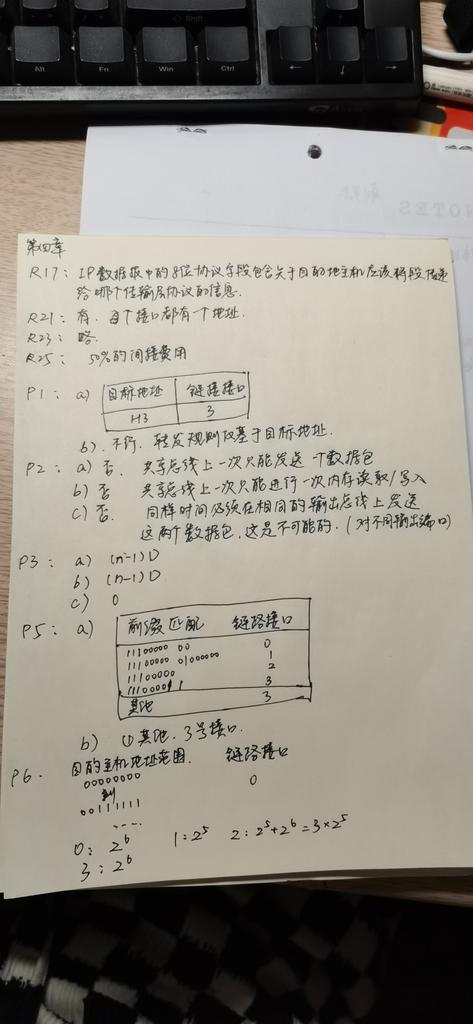 Shift
Alt
Fn
Win
Ctrl
NOTES
第四章
R17: IP数据报中的8位协议字段包含关于目的地主机应该将段传递
给哪个传输层协议的信息.
R21: 有. 每个接口都有一个地址.
R23: 略.
R25: 50%的间接费用
P1: a) 目标地址 链路接口
H3 3
b). 不行. 转发规则仅基于目标地址.
P2: a) 否. 共享总线上一次只能发送一个数据包
b) 否 共享总线上一次只能进行一次内存读取/写入
c) 否. 同样时间必须在相同的输出总线上发送
这两个数据包, 这是不可能的. (对不同输出端口)
P3: a) (n-1)D
b) (n-1)D
c) 0
P5: a) 前缀匹配 链路接口
11100000 00 0
11100000 01000000 1
11100000 2
11100001 1 3
其他 3
b) ① 其他. 3号接口.
P6. 目的主机地址范围. 链路接口
00000000
到 0
00111111
....
0: 2^6 1: 2^5 2: 2^5+2^6=3×2^5
3: 2^6